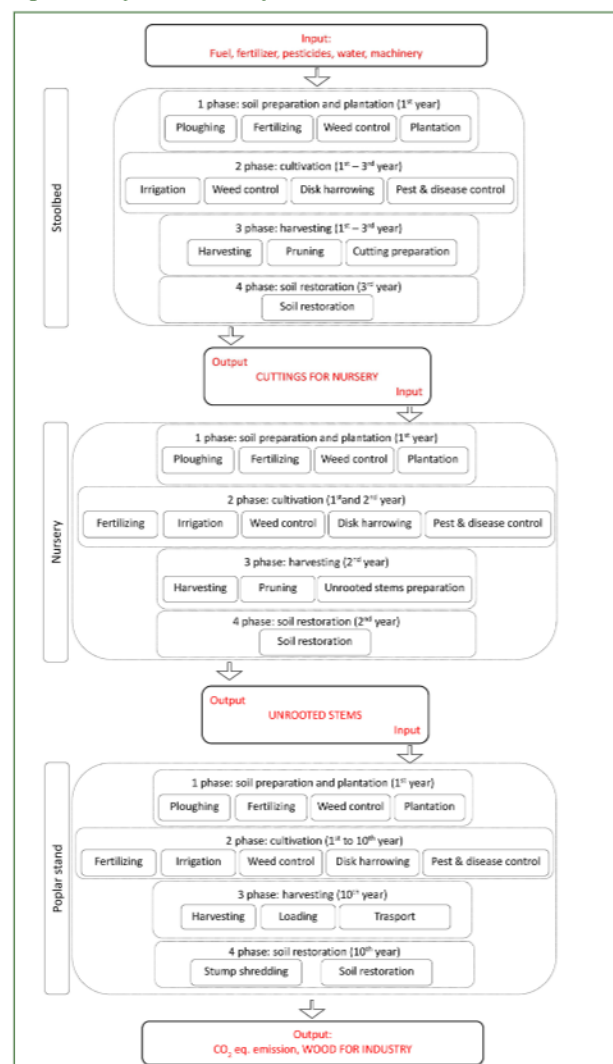 Input:
Fuel, fertilizer, pesticides, water, machinery
Stoolbed
1 phase: soil preparation and plantation (1st year)
Ploughing Fertilizing Weed control Plantation
2 phase: cultivation (1st – 3rd year)
Irrigation Weed control Disk harrowing Pest & disease control
3 phase: harvesting (1st – 3rd year)
Harvesting Pruning Cutting preparation
4 phase: soil restoration (3rd year)
Soil restoration
Output
CUTTINGS FOR NURSERY
Input
Nursery
1 phase: soil preparation and plantation (1st year)
Ploughing Fertilizing Weed control Plantation
2 phase: cultivation (1st and 2nd year)
Fertilizing Irrigation Weed control Disk harrowing Pest & disease control
3 phase: harvesting (2nd year)
Harvesting Pruning Unrooted stems preparation
4 phase: soil restoration (2nd year)
Soil restoration
Output
UNROOTED STEMS
Input
Poplar stand
1 phase: soil preparation and plantation (1st year)
Ploughing Fertilizing Weed control Plantation
2 phase: cultivation (1st to 10th year)
Fertilizing Irrigation Weed control Disk harrowing Pest & disease control
3 phase: harvesting (10th year)
Harvesting Loading Trasport
4 phase: soil restoration (10th year)
Stump shredding Soil restoration
Output:
CO2 eq. emission, WOOD FOR INDUSTRY